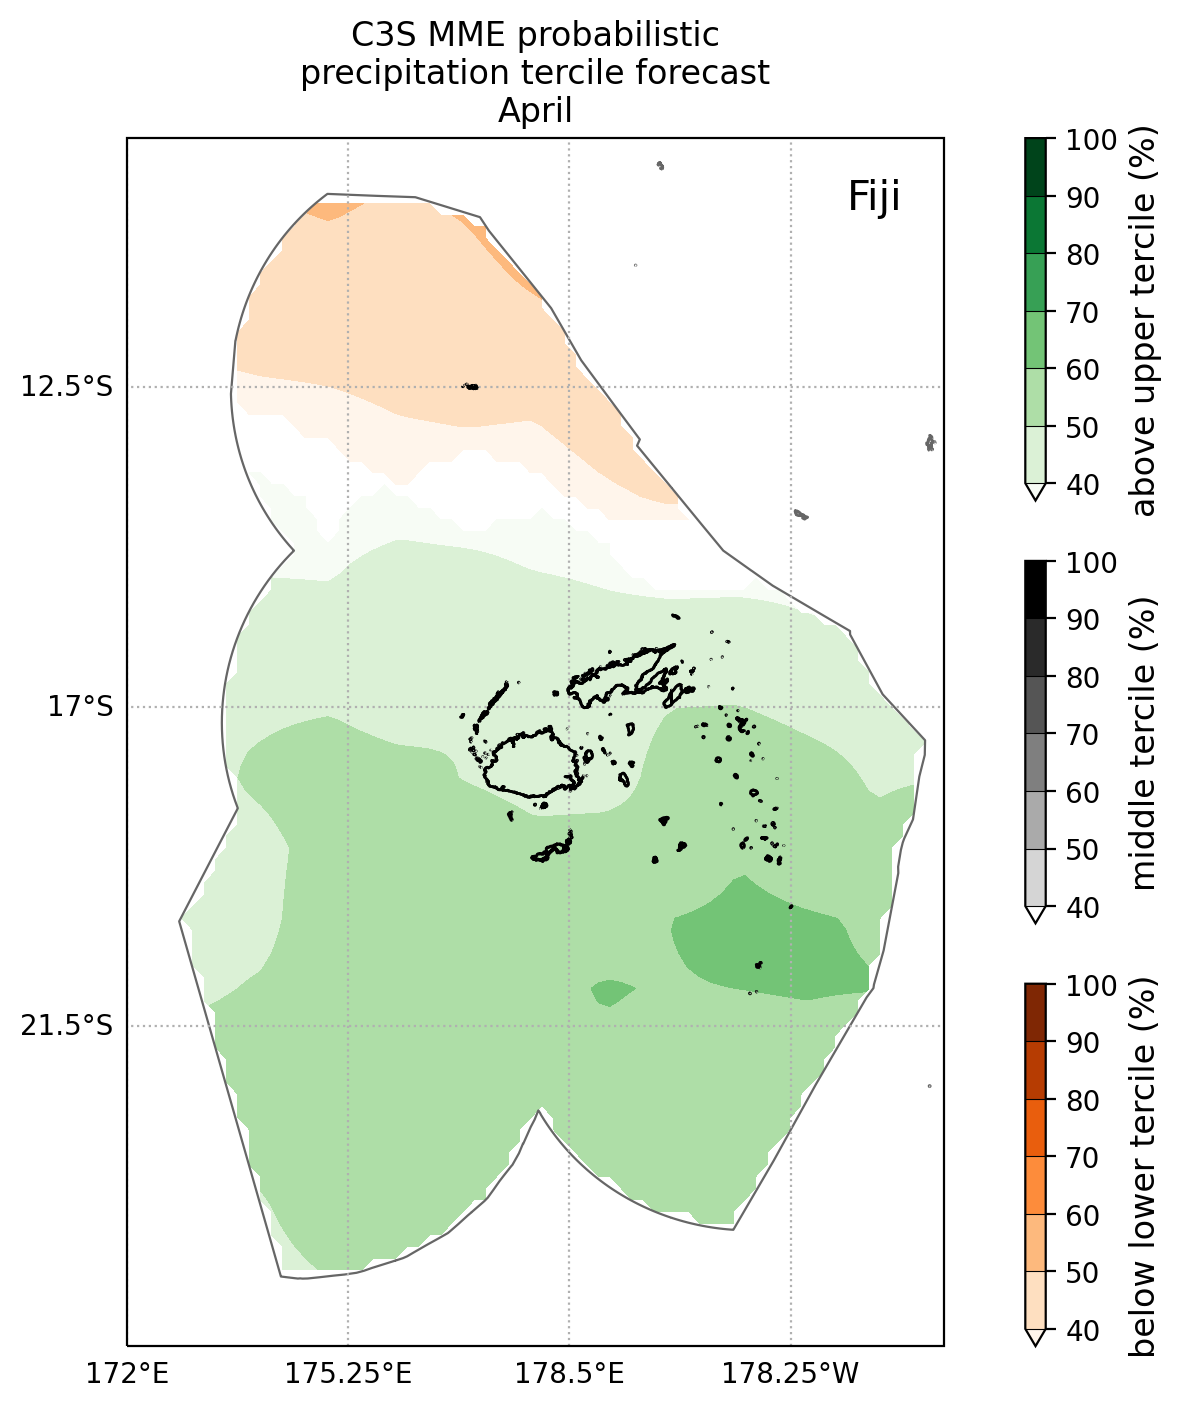 C3S MME probabilistic
precipitation tercile forecast
April
Fiji
12.5°S
17°S
21.5°S
172°E
175.25°E
178.5°E
178.25°W
100
90
80
70
60
50
40
above upper tercile (%)
100
90
80
70
60
50
40
middle tercile (%)
100
90
80
70
60
50
40
below lower tercile (%)